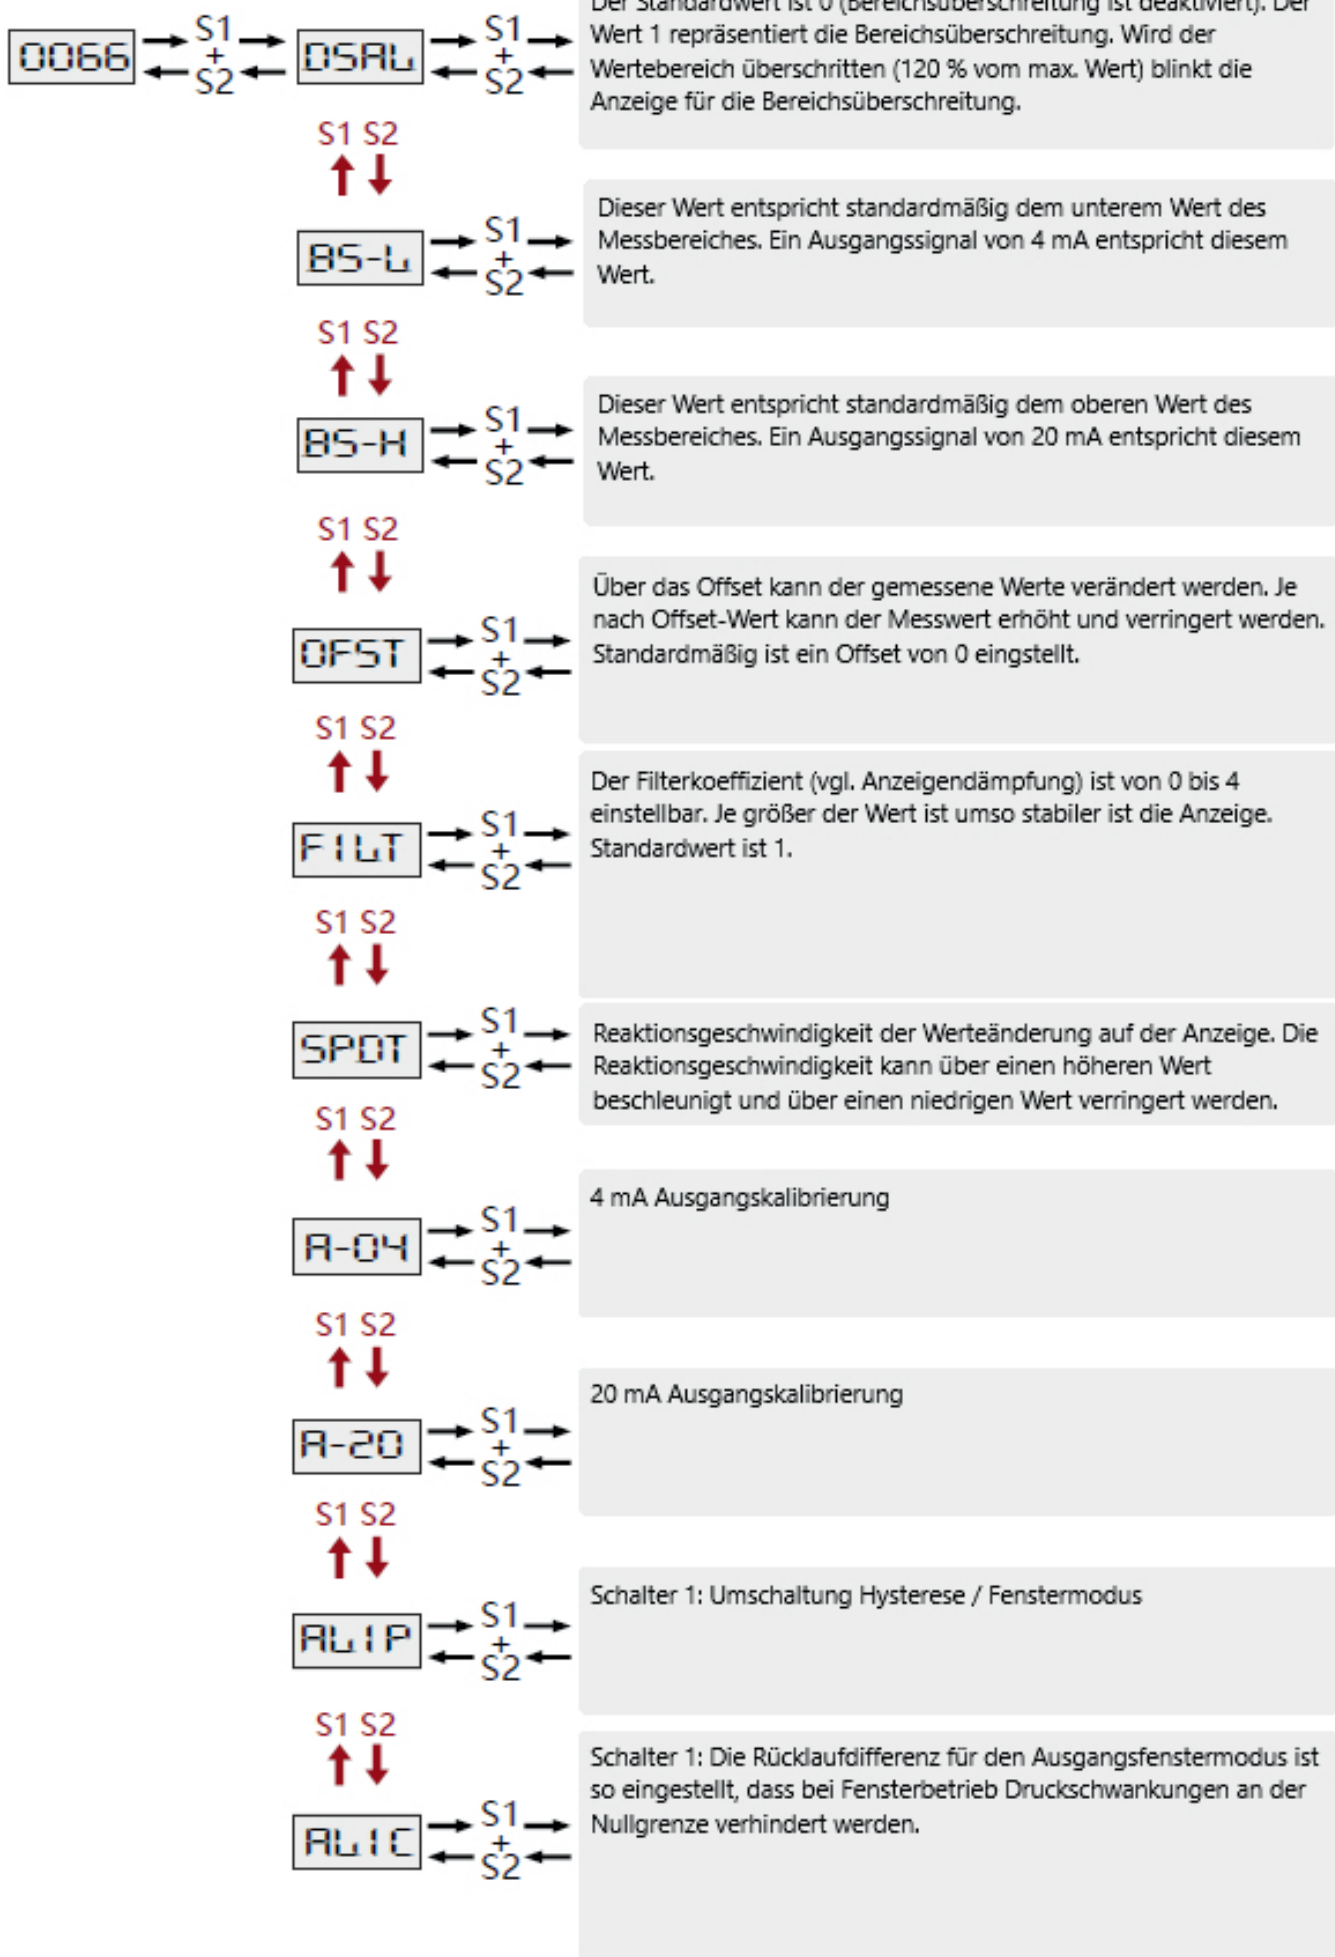 Der Standardwert ist 0 (Bereichsüberschreitung ist deaktiviert). Der
0066 S1 + S2 DSAL S1 + S2 Wert 1 repräsentiert die Bereichsüberschreitung. Wird der
Wertebereich überschritten (120 % vom max. Wert) blinkt die
Anzeige für die Bereichsüberschreitung.
S1 S2
BS-L S1 + S2
Dieser Wert entspricht standardmäßig dem unterem Wert des
Messbereiches. Ein Ausgangssignal von 4 mA entspricht diesem
Wert.
S1 S2
BS-H S1 + S2
Dieser Wert entspricht standardmäßig dem oberen Wert des
Messbereiches. Ein Ausgangssignal von 20 mA entspricht diesem
Wert.
S1 S2
OFST S1 + S2
Über das Offset kann der gemessene Werte verändert werden. Je
nach Offset-Wert kann der Messwert erhöht und verringert werden.
Standardmäßig ist ein Offset von 0 eingstellt.
S1 S2
FILT S1 + S2
Der Filterkoeffizient (vgl. Anzeigendämpfung) ist von 0 bis 4
einstellbar. Je größer der Wert ist umso stabiler ist die Anzeige.
Standardwert ist 1.
S1 S2
SPDT S1 + S2
Reaktionsgeschwindigkeit der Werteänderung auf der Anzeige. Die
Reaktionsgeschwindigkeit kann über einen höheren Wert
beschleunigt und über einen niedrigen Wert verringert werden.
S1 S2
A-04 S1 + S2
4 mA Ausgangskalibrierung
S1 S2
A-20 S1 + S2
20 mA Ausgangskalibrierung
S1 S2
AL1P S1 + S2
Schalter 1: Umschaltung Hysterese / Fenstermodus
S1 S2
AL1C S1 + S2
Schalter 1: Die Rücklaufdifferenz für den Ausgangsfenstermodus ist
so eingestellt, dass bei Fensterbetrieb Druckschwankungen an der
Nullgrenze verhindert werden.